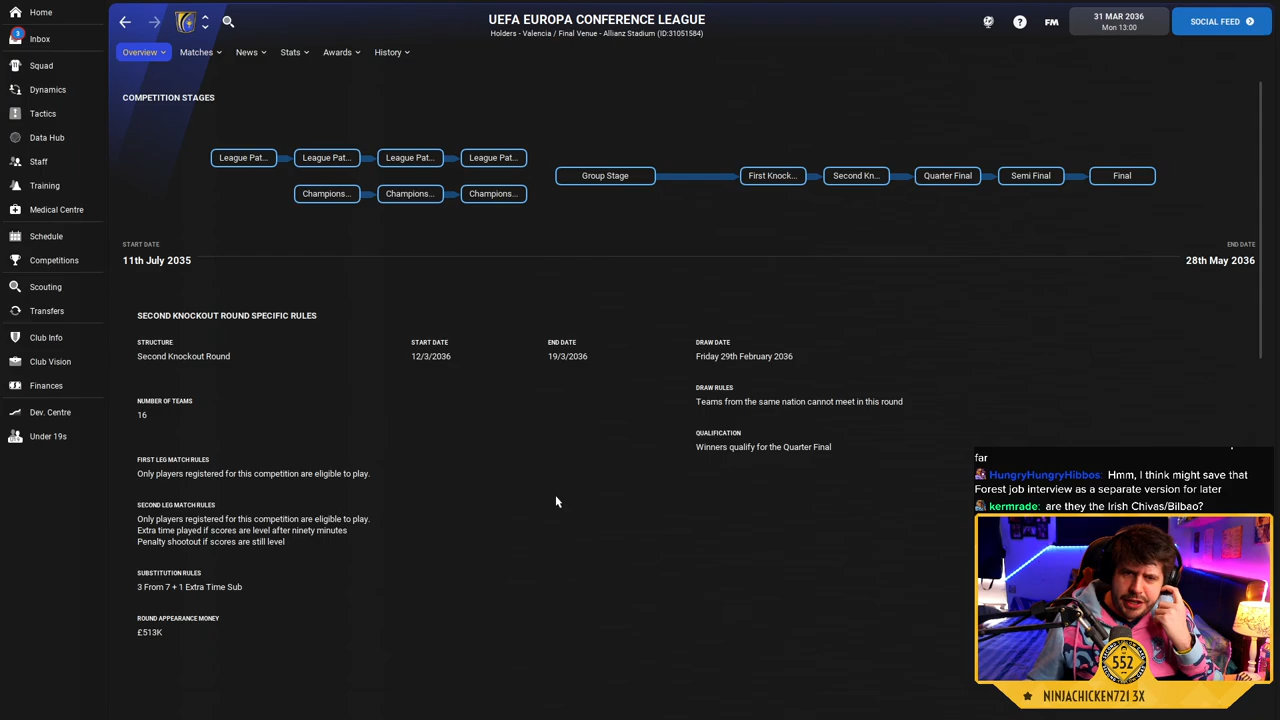 Home
3
Inbox
Squad
Dynamics
Tactics
Data Hub
Staff
Training
Medical Centre
Schedule
Competitions
Scouting
Transfers
Club Info
Club Vision
Finances
Dev. Centre
Under 19s
UEFA EUROPA CONFERENCE LEAGUE
Holders - Valencia / Final Venue - Allianz Stadium (ID:31051584)
?
FM
31 MAR 2036
Mon 13:00
SOCIAL FEED
Overview
Matches
News
Stats
Awards
History
COMPETITION STAGES
League Pat...
League Pat...
League Pat...
League Pat...
Champions...
Champions...
Champions...
Group Stage
First Knock...
Second Kn...
Quarter Final
Semi Final
Final
START DATE
11th July 2035
END DATE
28th May 2036
SECOND KNOCKOUT ROUND SPECIFIC RULES
STRUCTURE
Second Knockout Round
START DATE
12/3/2036
END DATE
19/3/2036
DRAW DATE
Friday 29th February 2036
DRAW RULES
Teams from the same nation cannot meet in this round
NUMBER OF TEAMS
16
QUALIFICATION
Winners qualify for the Quarter Final
FIRST LEG MATCH RULES
Only players registered for this competition are eligible to play.
SECOND LEG MATCH RULES
Only players registered for this competition are eligible to play.
Extra time played if scores are level after ninety minutes
Penalty shootout if scores are still level
SUBSTITUTION RULES
3 From 7 + 1 Extra Time Sub
ROUND APPEARANCE MONEY
£513K
far
HungryHungryHibbos: Hmm, I think might save that
Forest job interview as a separate version for later
kermrade: are they the Irish Chivas/Bilbao?
552
NINJACHICKEN721 3X